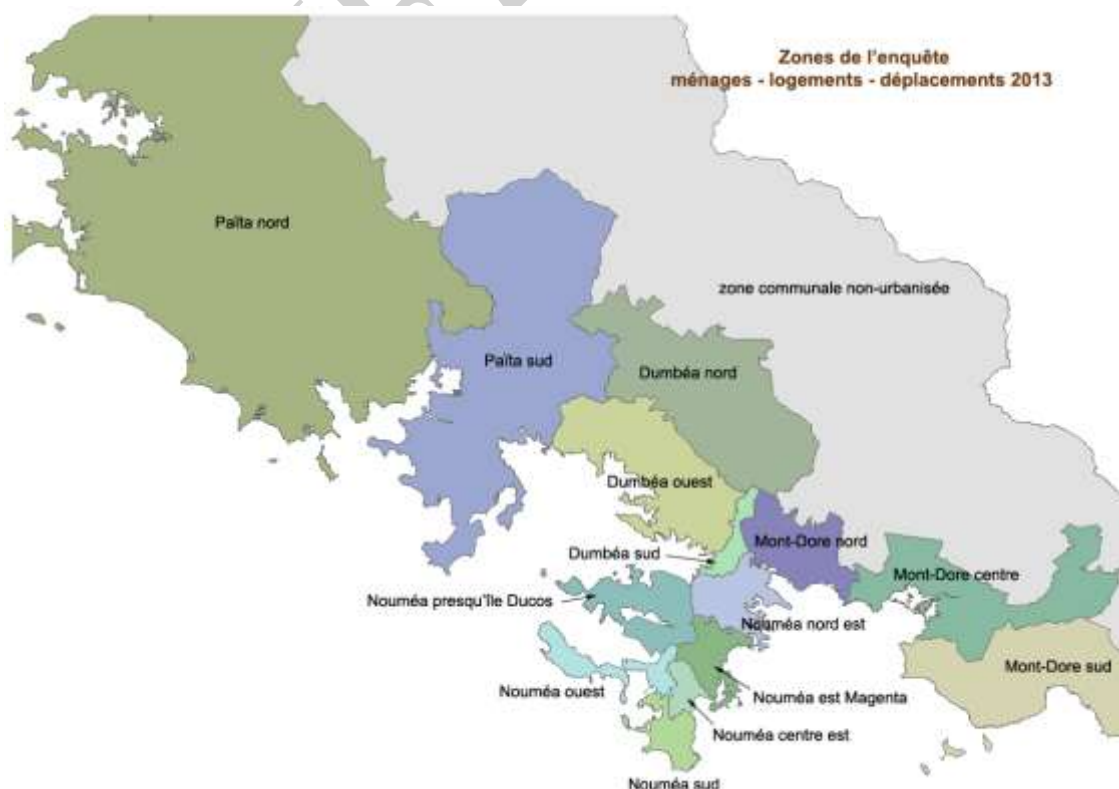 Zones de l'enquête
ménages - logements - déplacements 2013
Païta nord
zone communale non-urbanisée
Païta sud
Dumbéa nord
Dumbéa ouest
Mont-Dore nord
Dumbéa sud
Mont-Dore centre
Nouméa presqu'île Ducos
Nouméa nord est
Mont-Dore sud
Nouméa ouest
Nouméa est Magenta
Nouméa centre est
Nouméa sud